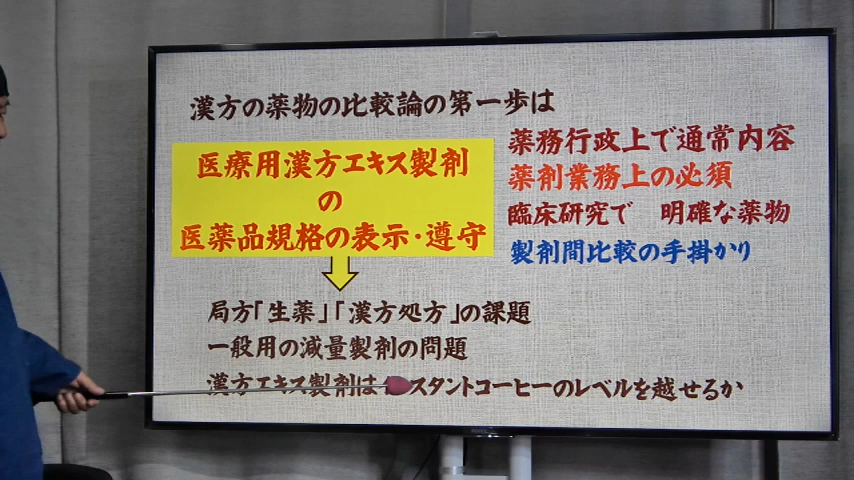 漢方の薬物の比較論の第一歩は
医療用漢方エキス製剤
の
医薬品規格の表示・遵守
薬務行政上で通常内容
薬剤業務上の必須
臨床研究で 明確な薬物
製剤間比較の手掛かり
局方「生薬」「漢方処方」の課題
一般用の減量製剤の問題
漢方エキス製剤は スタントコーヒーのレベルを越せるか